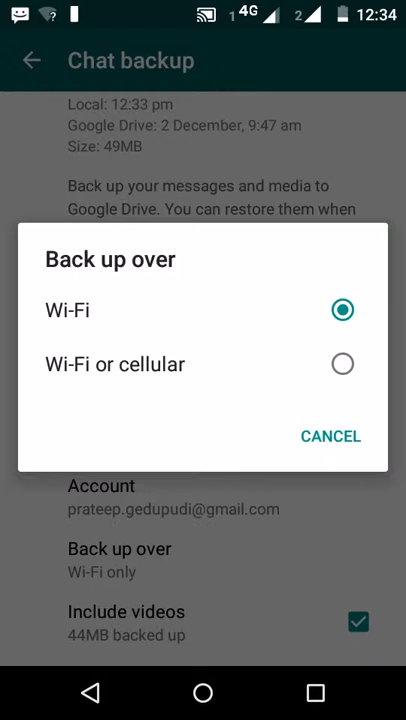 1 4G 2 12:34
Chat backup
Local: 12:33 pm
Google Drive: 2 December, 9:47 am
Size: 49MB
Back up your messages and media to
Google Drive. You can restore them when
Back up over
Wi-Fi
Wi-Fi or cellular
CANCEL
Account
prateep.gedupudi@gmail.com
Back up over
Wi-Fi only
Include videos
44MB backed up